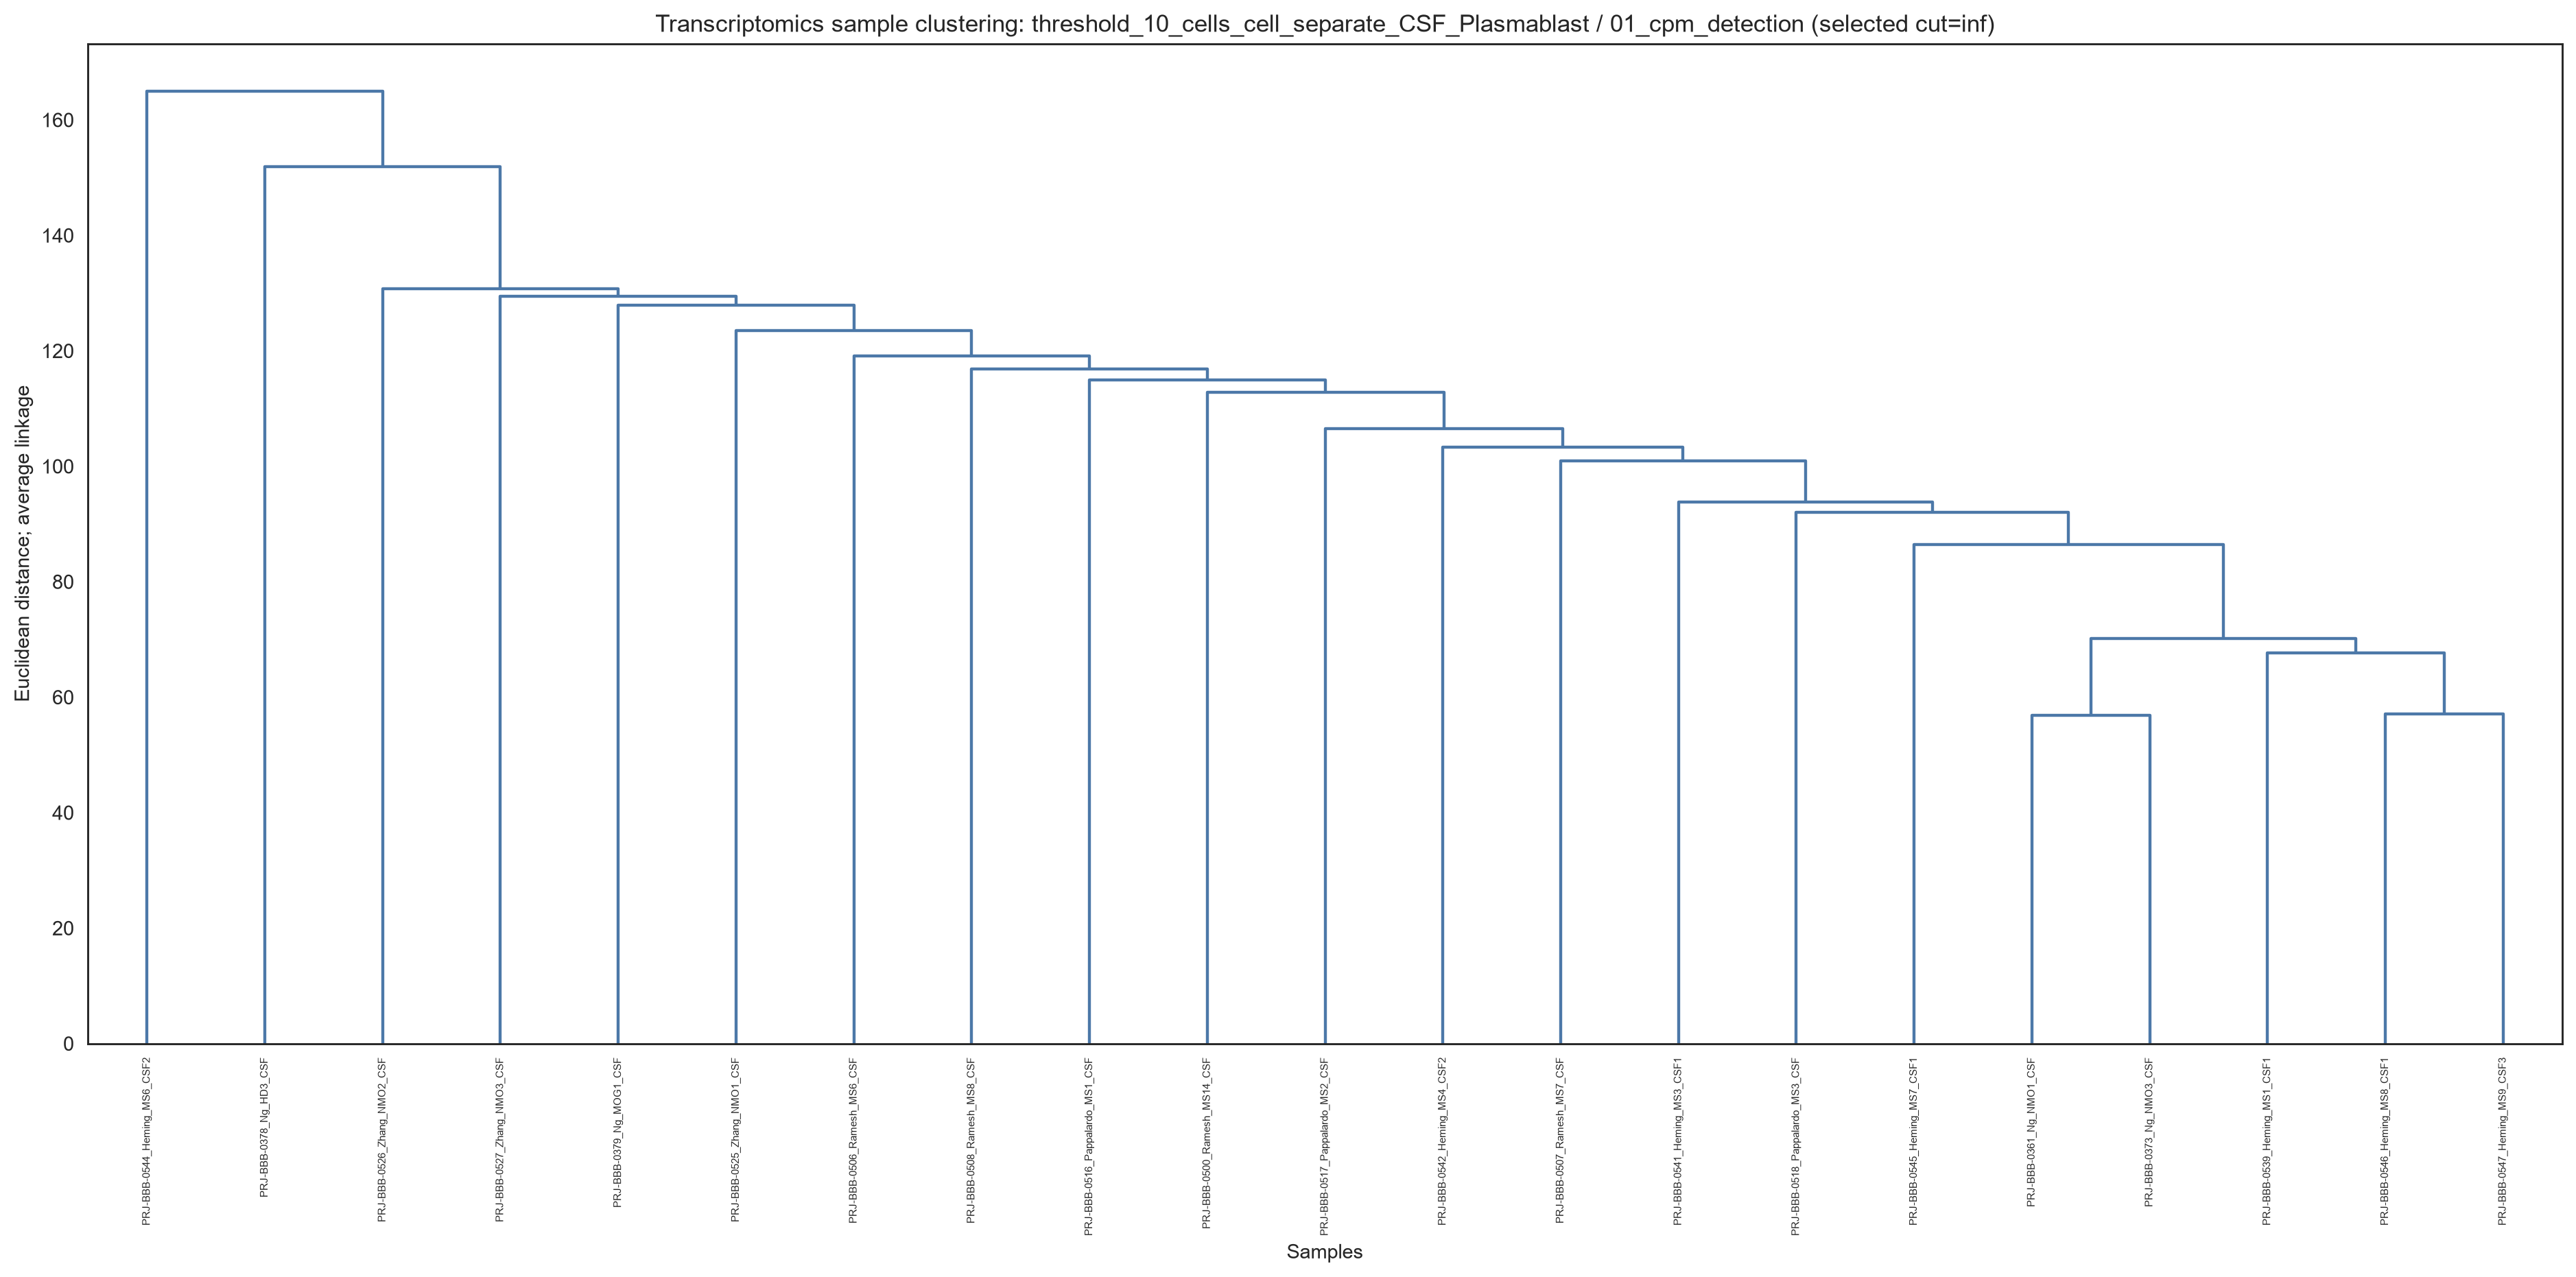 Transcriptomics sample clustering: threshold_10_cells_cell_separate_CSF_Plasmablast / 01_cpm_detection (selected cut=inf)
Euclidean distance; average linkage
160
140
120
100
80
60
40
20
0
PRJ-BBB-0544_Heming_MS6_CSF2
PRJ-BBB-0378_Ng_HD3_CSF
PRJ-BBB-0526_Zhang_NMO2_CSF
PRJ-BBB-0527_Zhang_NMO3_CSF
PRJ-BBB-0379_Ng_MOG1_CSF
PRJ-BBB-0525_Zhang_NMO1_CSF
PRJ-BBB-0506_Ramesh_MS6_CSF
PRJ-BBB-0508_Ramesh_MS8_CSF
PRJ-BBB-0516_Pappalardo_MS1_CSF
PRJ-BBB-0500_Ramesh_MS14_CSF
PRJ-BBB-0517_Pappalardo_MS2_CSF
PRJ-BBB-0542_Heming_MS4_CSF2
PRJ-BBB-0507_Ramesh_MS7_CSF
PRJ-BBB-0541_Heming_MS3_CSF1
PRJ-BBB-0518_Pappalardo_MS3_CSF
PRJ-BBB-0545_Heming_MS7_CSF1
PRJ-BBB-0361_Ng_NMO1_CSF
PRJ-BBB-0373_Ng_NMO3_CSF
PRJ-BBB-0539_Heming_MS1_CSF1
PRJ-BBB-0546_Heming_MS8_CSF1
PRJ-BBB-0547_Heming_MS9_CSF3
Samples